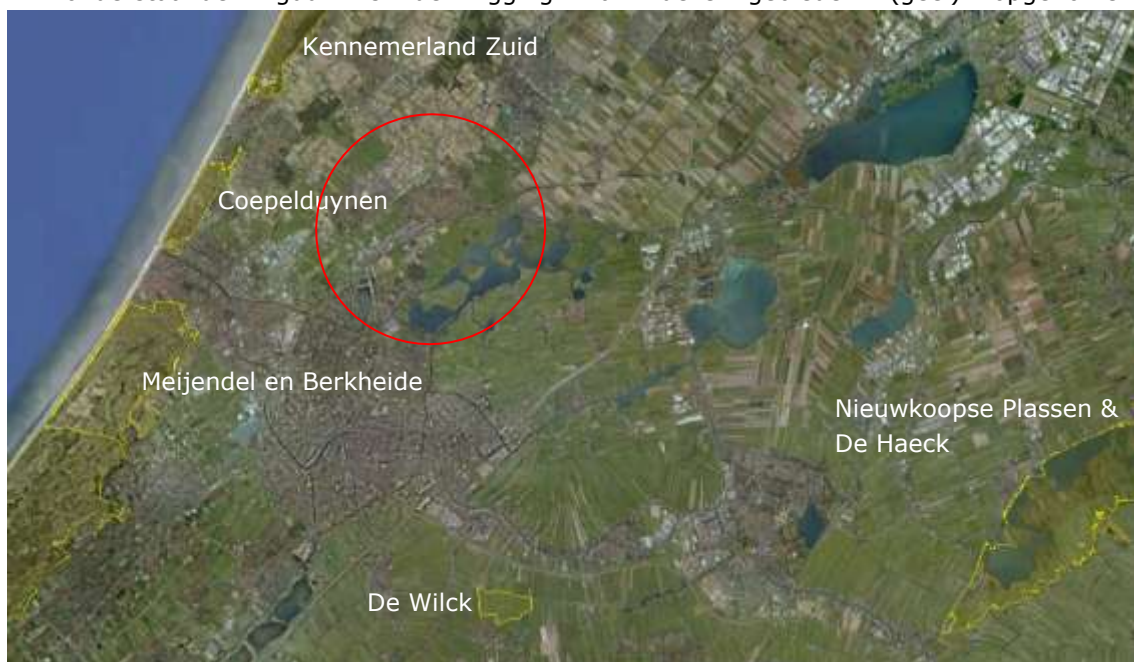 Kennemerland Zuid
Coepelduynen
Meijendel en Berkheide
Nieuwkoopse Plassen &
De Haeck
De Wilck